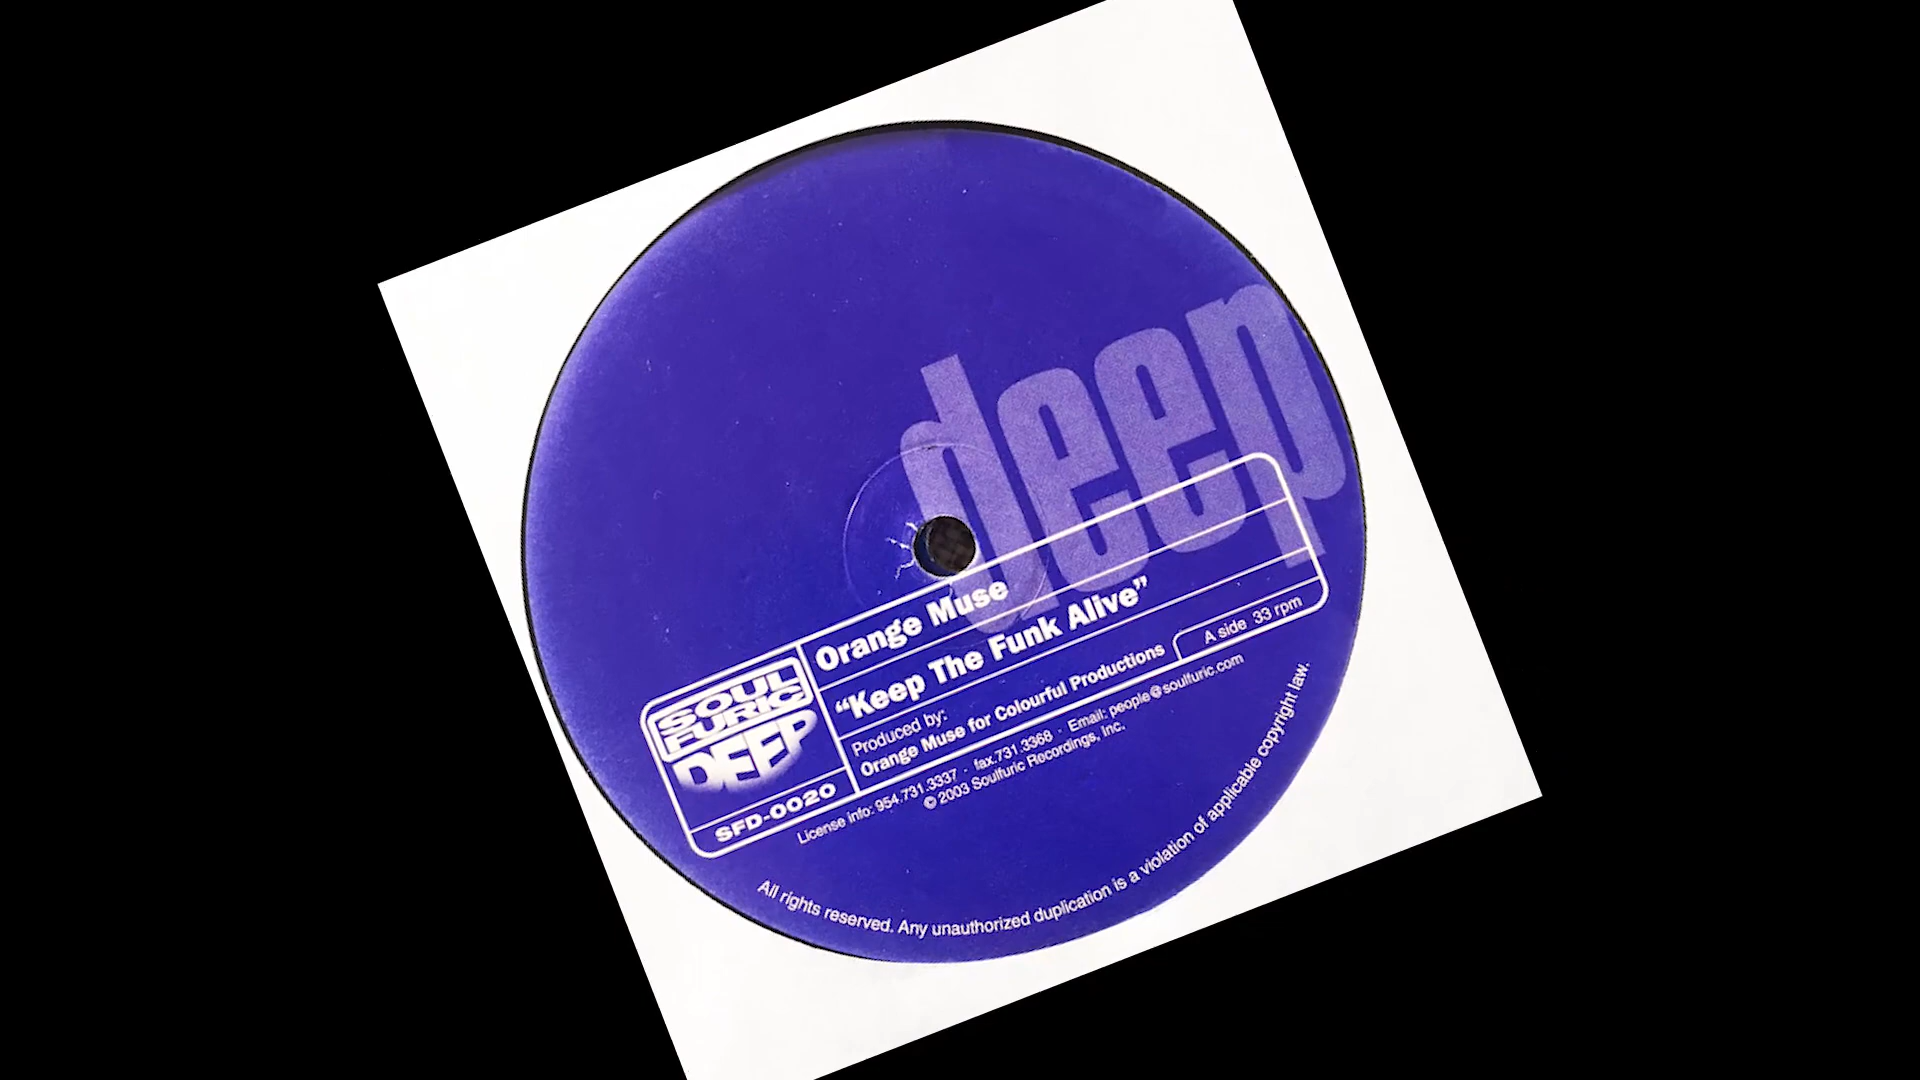 deep
Orange Muse
“Keep The Funk Alive”
Produced by:
Orange Muse for Colourful Productions
A side 33 rpm
SOUL
FURIC
DEEP
SFD-0020
License info: 954.731.3337 · fax.731.3368 · Email: people@soulfuric.com
© 2003 Soulfuric Recordings, Inc.
All rights reserved. Any unauthorized duplication is a violation of applicable copyright law.